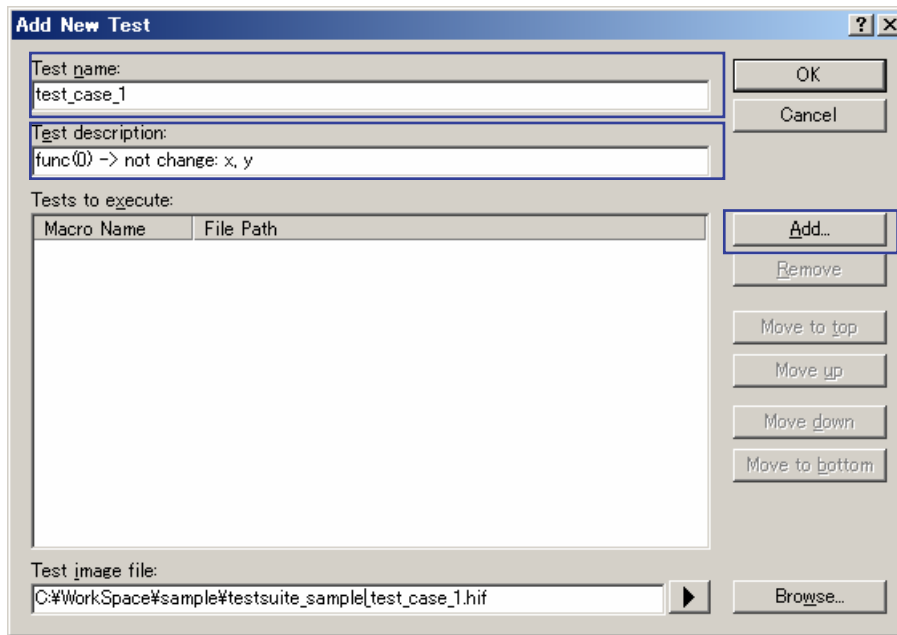 Add New Test
Test name:
test_case_1
OK
Cancel
Test description:
func(0) -> not change: x, y
Tests to execute:
Macro Name File Path
Add...
Remove
Move to top
Move up
Move down
Move to bottom
Test image file:
C:¥WorkSpace¥sample¥testsuite_sample¥test_case_1.hif
Browse...